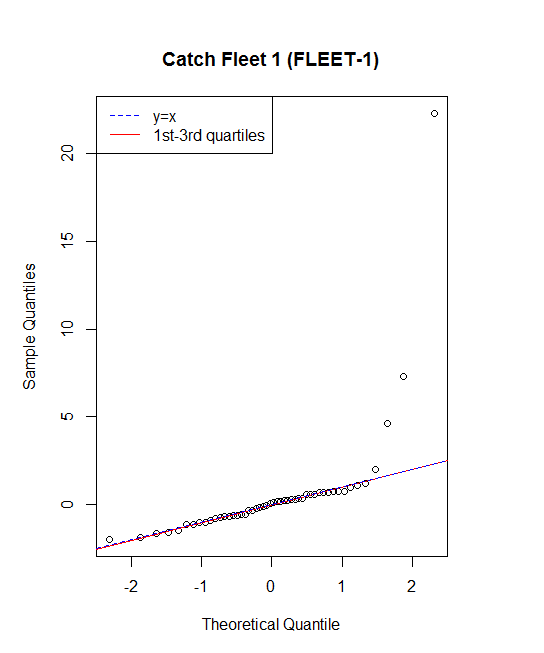 Catch Fleet 1 (FLEET-1)
y=x
1st-3rd quartiles
20
15
10
5
0
Sample Quantiles
-2 -1 0 1 2
Theoretical Quantile